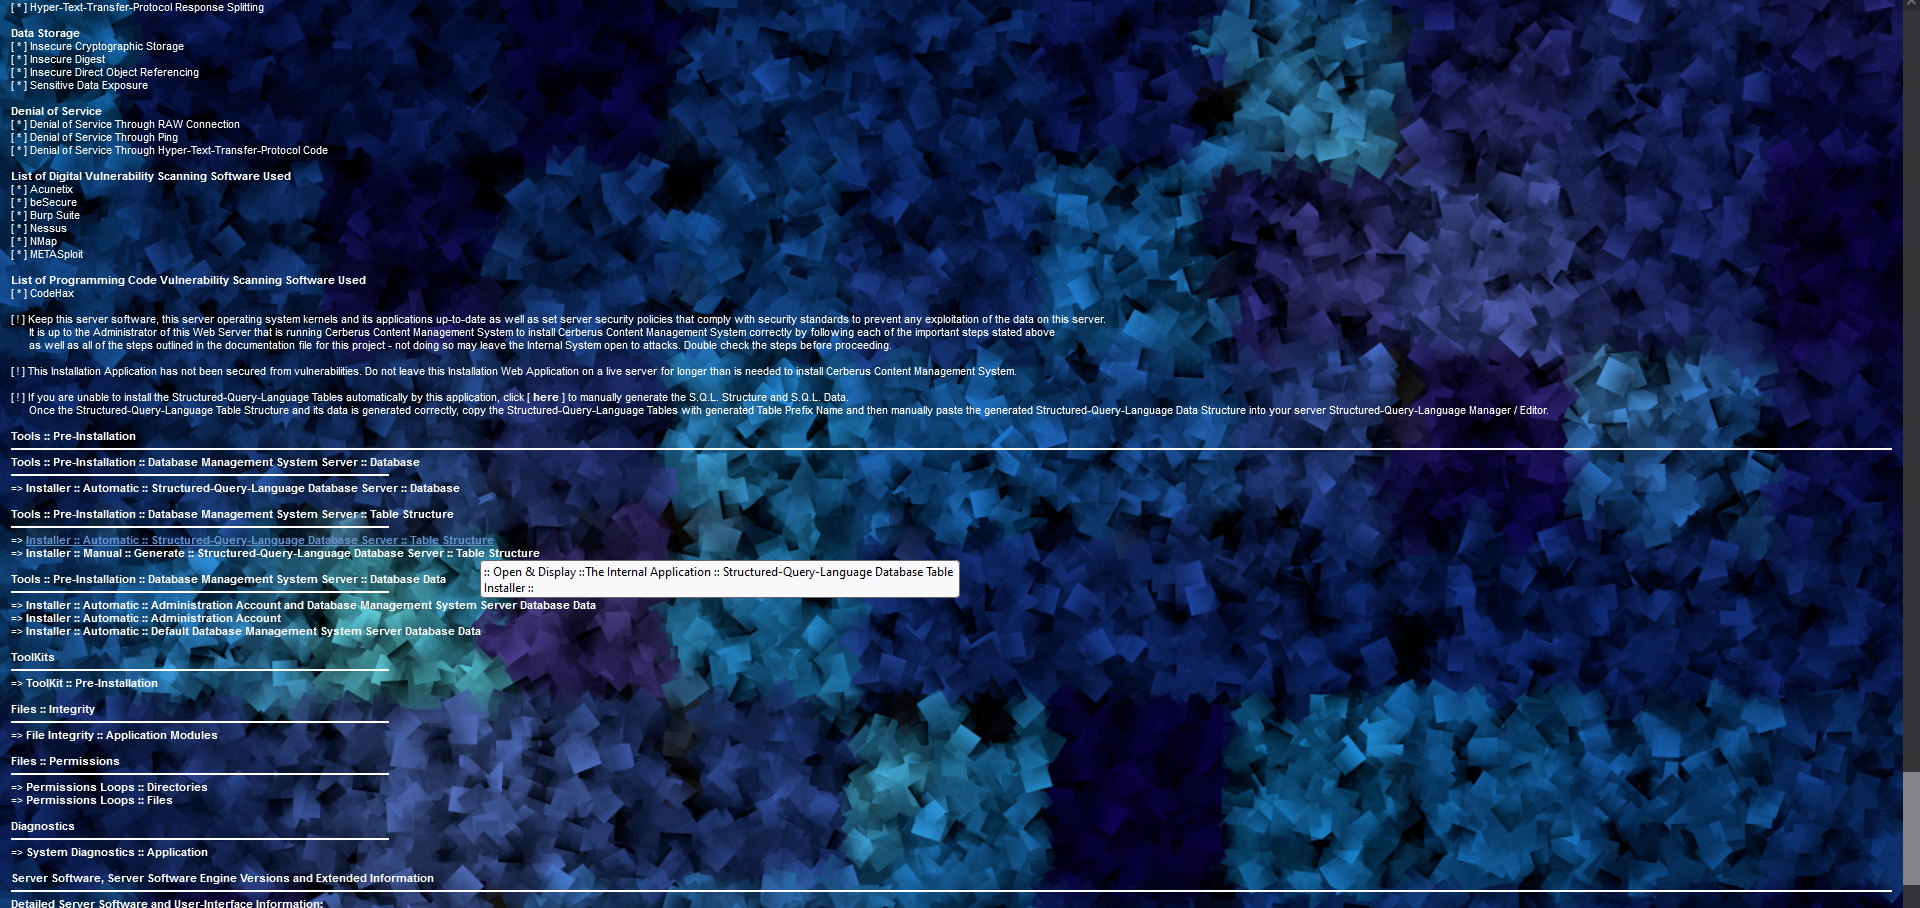 [ * ] Hyper-Text-Transfer-Protocol Response Splitting
Data Storage
[ * ] Insecure Cryptographic Storage
[ * ] Insecure Digest
[ * ] Insecure Direct Object Referencing
[ * ] Sensitive Data Exposure
Denial of Service
[ * ] Denial of Service Through RAW Connection
[ * ] Denial of Service Through Ping
[ * ] Denial of Service Through Hyper-Text-Transfer-Protocol Code
List of Digital Vulnerability Scanning Software Used
[ * ] Acunetix
[ * ] beSecure
[ * ] Burp Suite
[ * ] Nessus
[ * ] NMap
[ * ] METASploit
List of Programming Code Vulnerability Scanning Software Used
[ * ] CodeHax
[ ! ] Keep this server software, this server operating system kernels and its applications up-to-date as well as set server security policies that comply with security standards to prevent any exploitation of the data on this server.
It is up to the Administrator of this Web Server that is running Cerberus Content Management System to install Cerberus Content Management System correctly by following each of the important steps stated above
as well as all of the steps outlined in the documentation file for this project - not doing so may leave the Internal System open to attacks. Double check the steps before proceeding.
[ ! ] This Installation Application has not been secured from vulnerabilities. Do not leave this Installation Web Application on a live server for longer than is needed to install Cerberus Content Management System.
[ ! ] If you are unable to install the Structured-Query-Language Tables automatically by this application, click [ here ] to manually generate the S.Q.L. Structure and S.Q.L. Data.
Once the Structured-Query-Language Table Structure and its data is generated correctly, copy the Structured-Query-Language Tables with generated Table Prefix Name and then manually paste the generated Structured-Query-Language Data Structure into your server Structured-Query-Language Manager / Editor.
Tools :: Pre-Installation
Tools :: Pre-Installation :: Database Management System Server :: Database
=> Installer :: Automatic :: Structured-Query-Language Database Server :: Database
Tools :: Pre-Installation :: Database Management System Server :: Table Structure
=> Installer :: Automatic :: Structured-Query-Language Database Server :: Table Structure
=> Installer :: Manual :: Generate :: Structured-Query-Language Database Server :: Table Structure
:: Open & Display ::The Internal Application :: Structured-Query-Language Database Table
Installer ::
Tools :: Pre-Installation :: Database Management System Server :: Database Data
=> Installer :: Automatic :: Administration Account and Database Management System Server Database Data
=> Installer :: Automatic :: Administration Account
=> Installer :: Automatic :: Default Database Management System Server Database Data
ToolKits
=> ToolKit :: Pre-Installation
Files :: Integrity
=> File Integrity :: Application Modules
Files :: Permissions
=> Permissions Loops :: Directories
=> Permissions Loops :: Files
Diagnostics
=> System Diagnostics :: Application
Server Software, Server Software Engine Versions and Extended Information
Detailed Server Software and User-Interface Information: